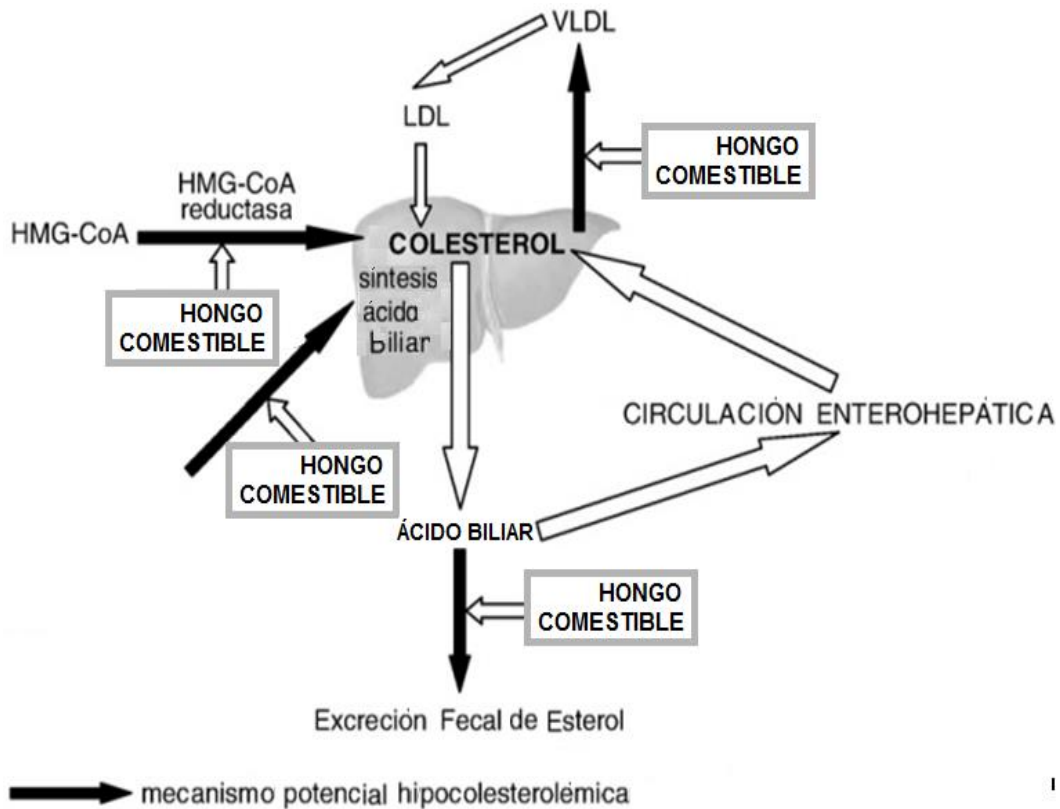 VLDL
LDL
HONGO
COMESTIBLE
HMG-CoA
reductasa
HMG-CoA
COLESTEROL
síntesis
ácido
biliar
HONGO
COMESTIBLE
CIRCULACIÓN ENTEROHEPÁTICA
HONGO
COMESTIBLE
ÁCIDO BILIAR
HONGO
COMESTIBLE
Excreción Fecal de Esterol
mecanismo potencial hipocolesterolémica